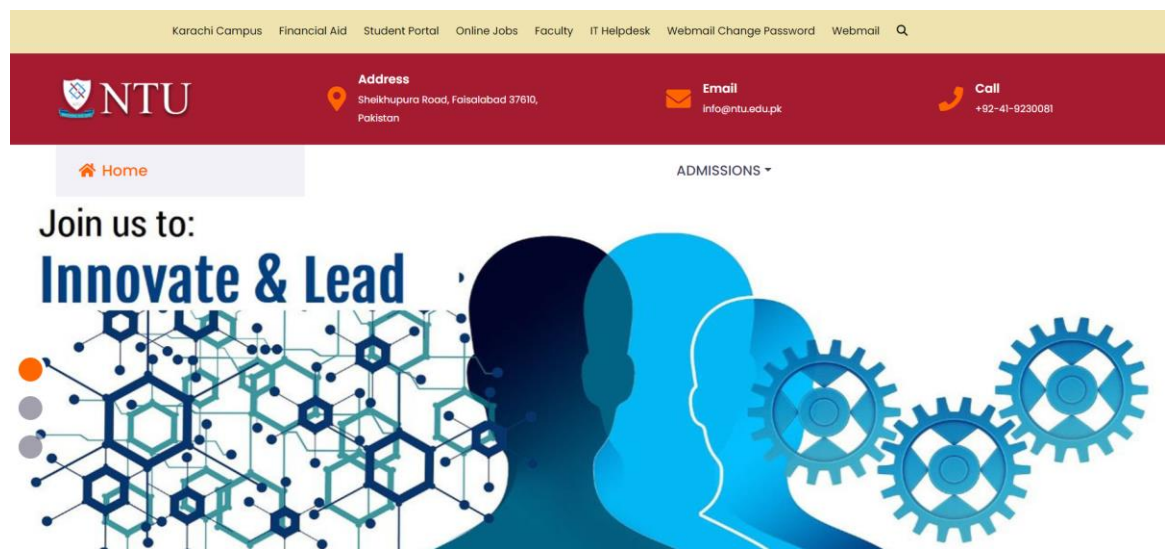 Karachi Campus Financial Aid Student Portal Online Jobs Faculty IT Helpdesk Webmail Change Password Webmail
NTU
Address
Sheikhupura Road, Faisalabad 37610,
Pakistan
Email
info@ntu.edu.pk
Call
+92-41-9230081
Home
ADMISSIONS
Join us to:
Innovate & Lead